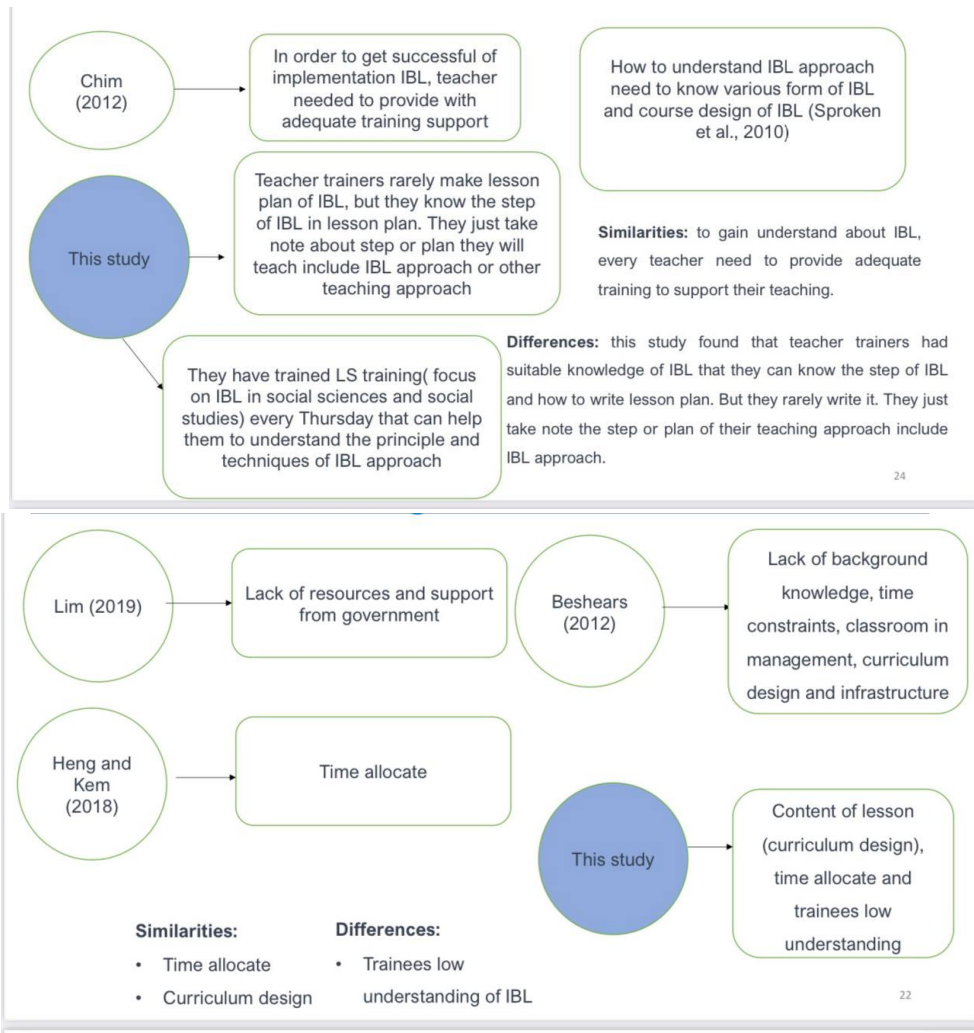 Chim
(2012)
In order to get successful of
implementation IBL, teacher
needed to provide with
adequate training support
How to understand IBL approach
need to know various form of IBL
and course design of IBL (Sproken
et al., 2010)
This study
Teacher trainers rarely make lesson
plan of IBL, but they know the step
of IBL in lesson plan. They just take
note about step or plan they will
teach include IBL approach or other
teaching approach
Similarities: to gain understand about IBL,
every teacher need to provide adequate
training to support their teaching.
They have trained LS training( focus
on IBL in social sciences and social
studies) every Thursday that can help
them to understand the principle and
techniques of IBL approach
Differences: this study found that teacher trainers had
suitable knowledge of IBL that they can know the step of IBL
and how to write lesson plan. But they rarely write it. They just
take note the step or plan of their teaching approach include
IBL approach.
24
Lim (2019)
Lack of resources and support
from government
Beshears
(2012)
Lack of background
knowledge, time
constraints, classroom in
management, curriculum
design and infrastructure
Heng and
Kem
(2018)
Time allocate
This study
Content of lesson
(curriculum design),
time allocate and
trainees low
understanding
Similarities:
• Time allocate
• Curriculum design
Differences:
• Trainees low
understanding of IBL
22